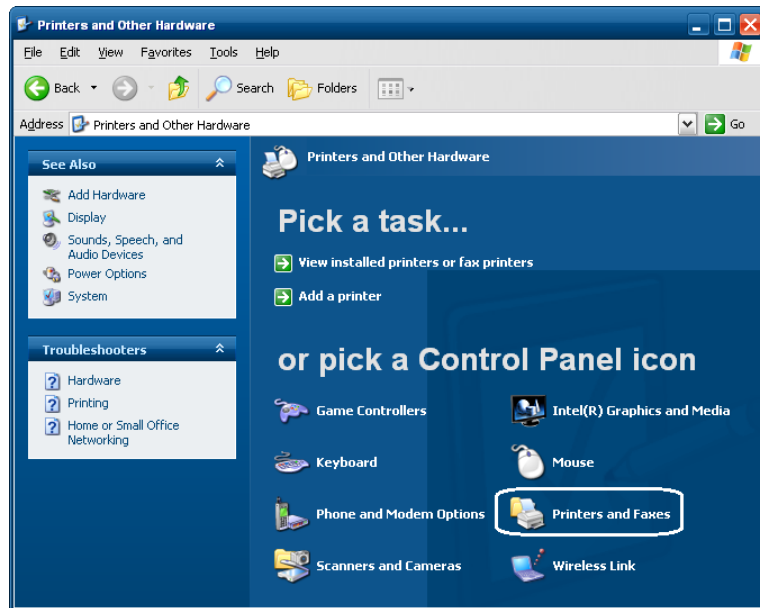 Printers and Other Hardware
File Edit View Favorites Tools Help
Back Search Folders
Address Printers and Other Hardware Go
See Also
Add Hardware
Display
Sounds, Speech, and
Audio Devices
Power Options
System
Troubleshooters
Hardware
Printing
Home or Small Office
Networking
Printers and Other Hardware
Pick a task...
View installed printers or fax printers
Add a printer
or pick a Control Panel icon
Game Controllers Intel(R) Graphics and Media
Keyboard Mouse
Phone and Modem Options Printers and Faxes
Scanners and Cameras Wireless Link